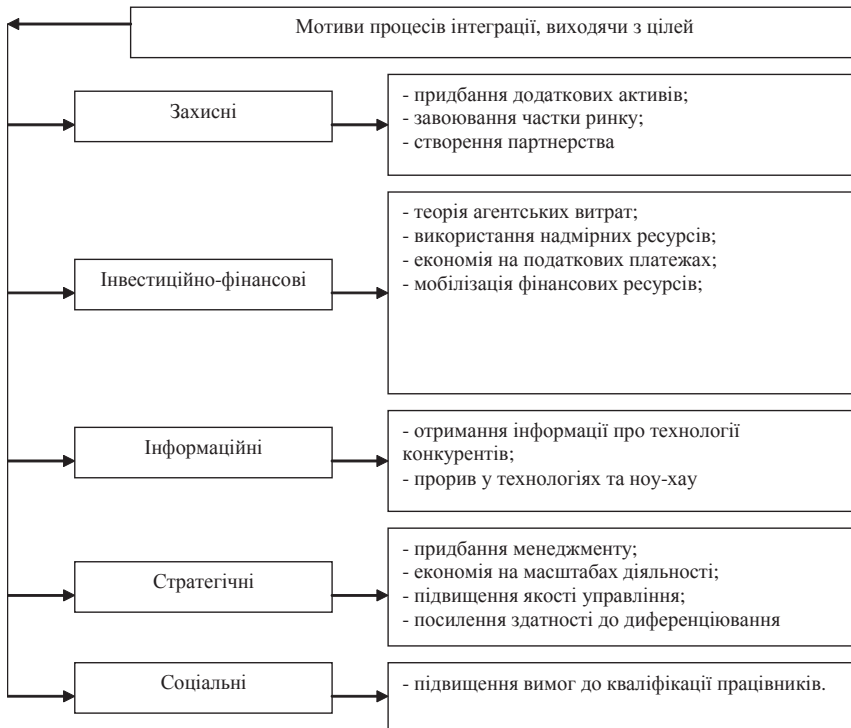 Мотиви процесів інтеграції, виходячи з цілей
Захисні
- придбання додаткових активів;
- завоювання частки ринку;
- створення партнерства
Інвестиційно-фінансові
- теорія агентських витрат;
- використання надмірних ресурсів;
- економія на податкових платежах;
- мобілізація фінансових ресурсів;
Інформаційні
- отримання інформації про технології
конкурентів;
- прорив у технологіях та ноу-хау
Стратегічні
- придбання менеджменту;
- економія на масштабах діяльності;
- підвищення якості управління;
- посилення здатності до диференціювання
Соціальні
- підвищення вимог до кваліфікації працівників.